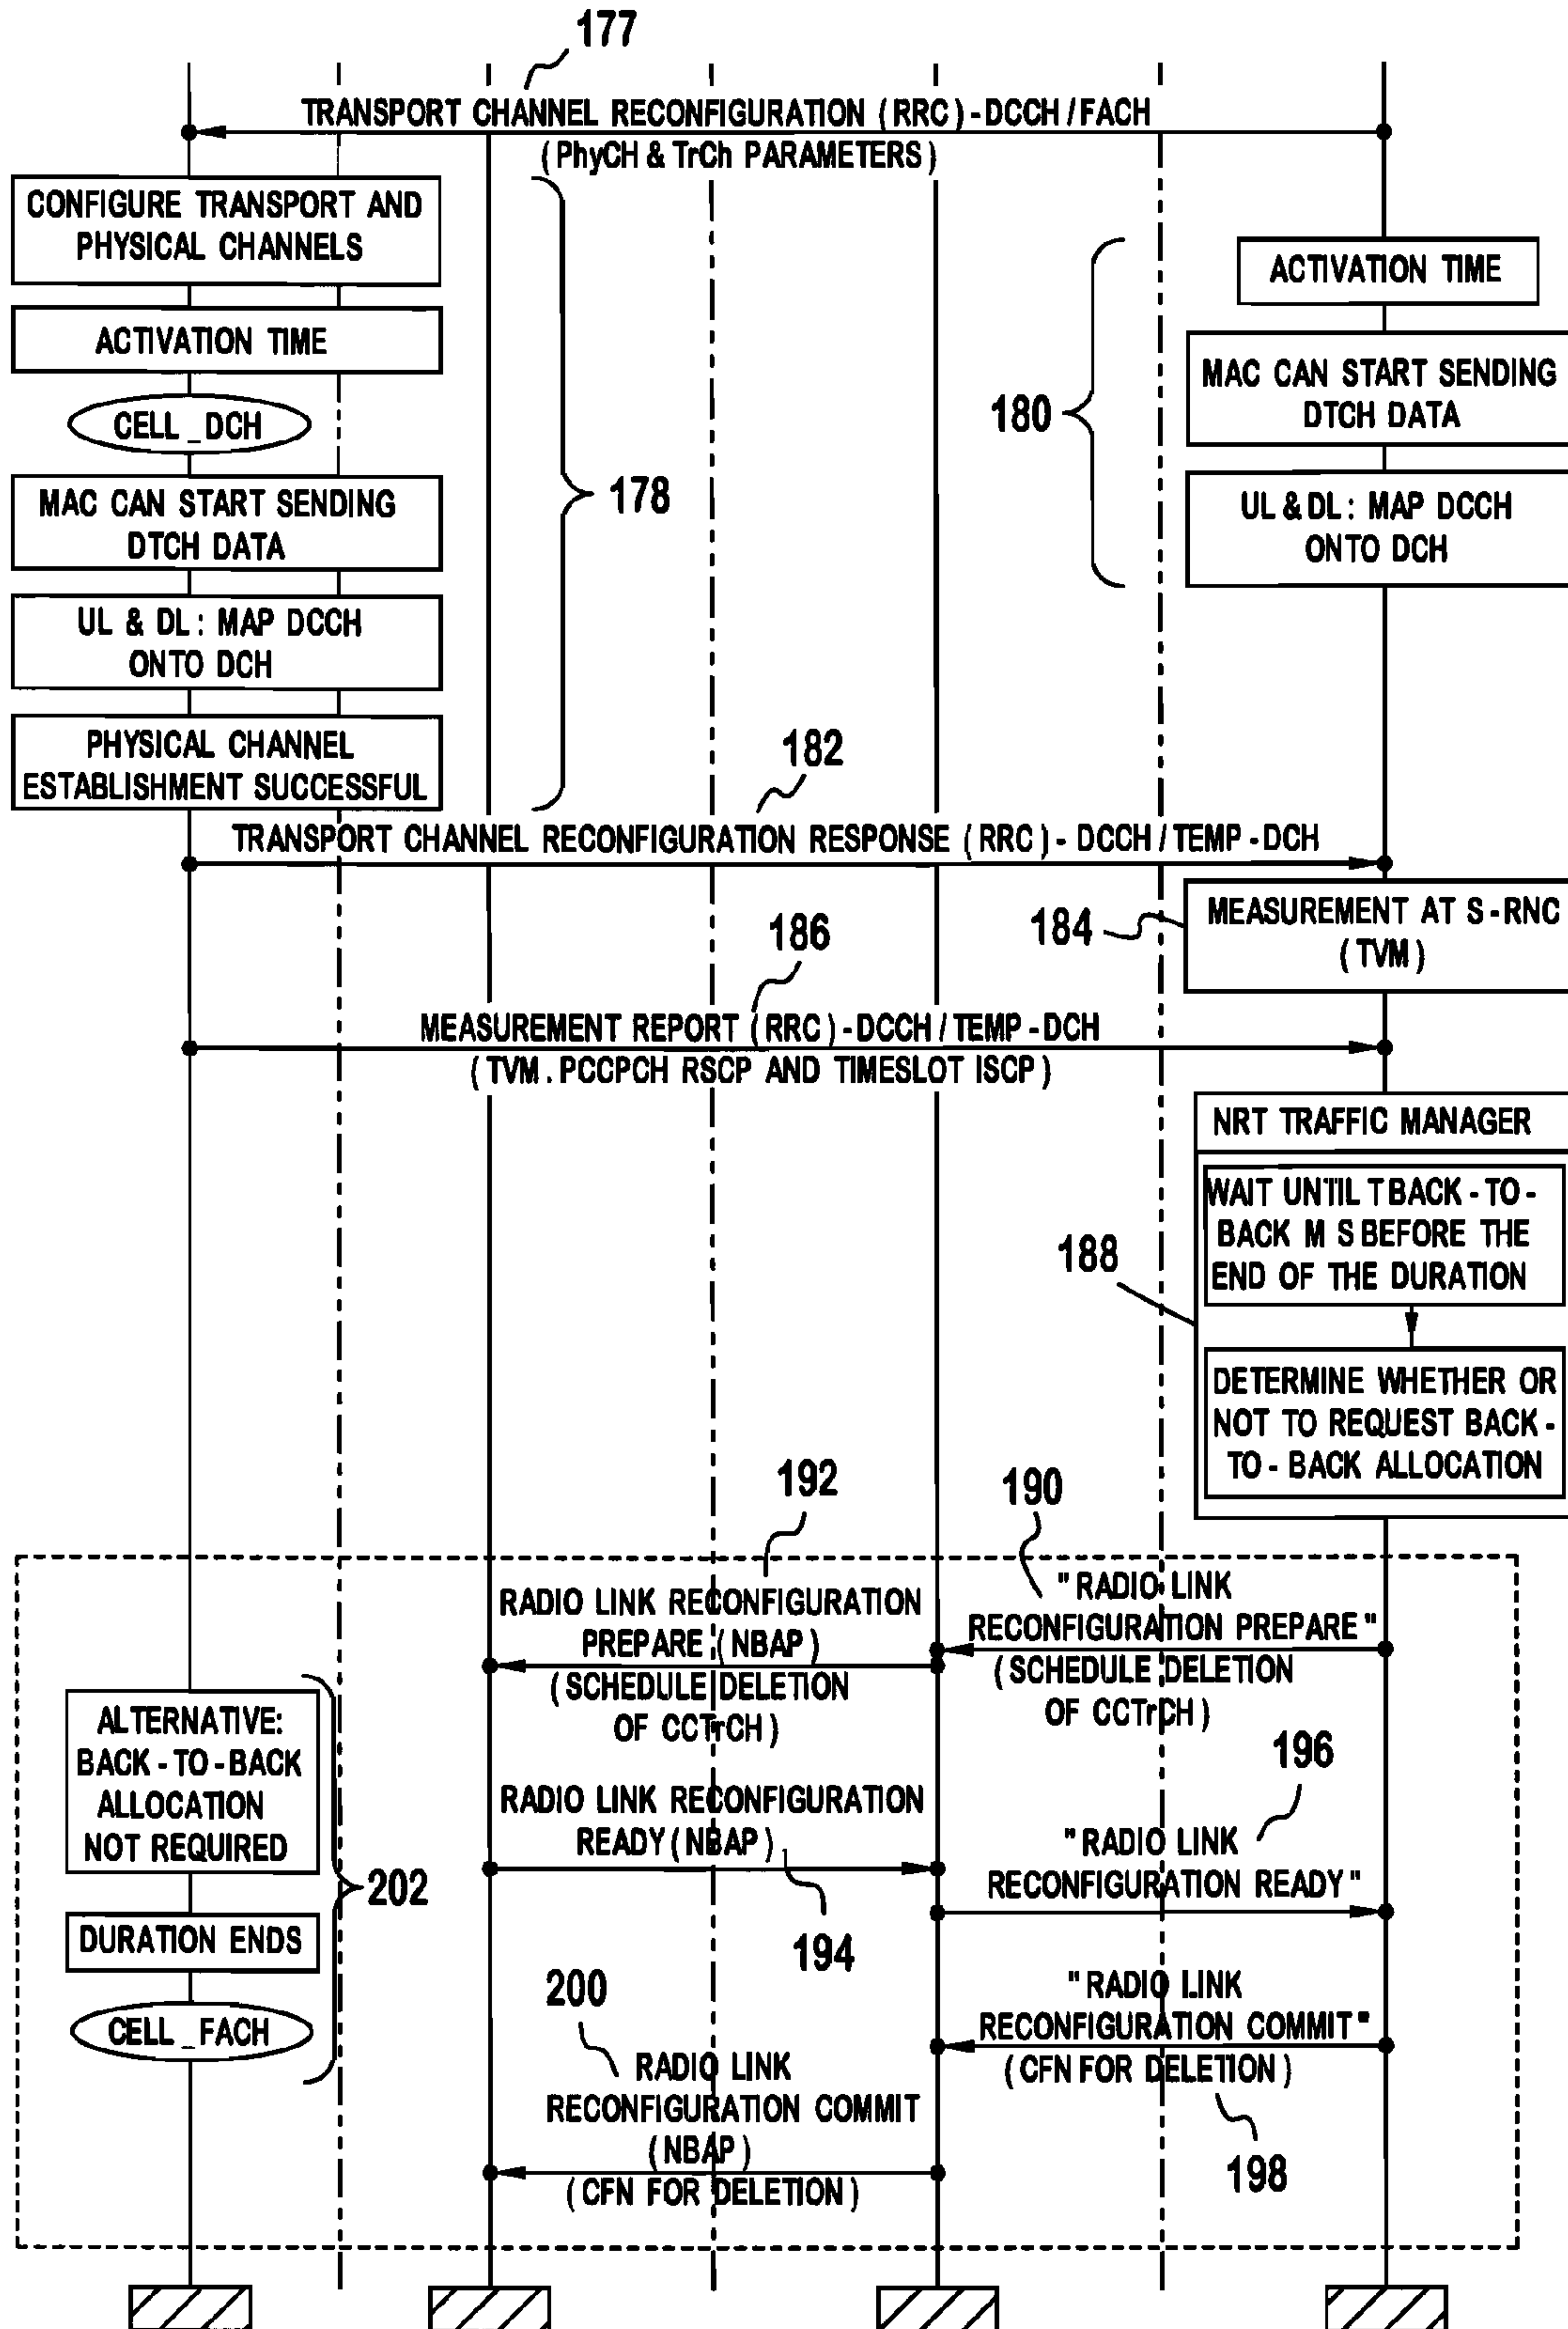 177
TRANSPORT CHANNEL RECONFIGURATION (RRC)-DCCH/FACH
(PhyCH & TrCh PARAMETERS)
CONFIGURE TRANSPORT AND
PHYSICAL CHANNELS
ACTIVATION TIME
CELL_DCH
MAC CAN START SENDING
DTCH DATA
UL & DL: MAP DCCH
ONTO DCH
PHYSICAL CHANNEL
ESTABLISHMENT SUCCESSFUL
178
180
ACTIVATION TIME
MAC CAN START SENDING
DTCH DATA
UL & DL: MAP DCCH
ONTO DCH
182
TRANSPORT CHANNEL RECONFIGURATION RESPONSE (RRC)-DCCH/TEMP-DCH
184
MEASUREMENT AT S-RNC
(TVM)
186
MEASUREMENT REPORT (RRC)-DCCH/TEMP-DCH
(TVM. PCCPCH RSCP AND TIMESLOT ISCP)
NRT TRAFFIC MANAGER
WAIT UNTIL T BACK-TO-
BACK M S BEFORE THE
END OF THE DURATION
188
DETERMINE WHETHER OR
NOT TO REQUEST BACK-
TO-BACK ALLOCATION
192
190
RADIO LINK RECONFIGURATION
PREPARE (NBAP)
(SCHEDULE DELETION
OF CCTrCH)
"RADIO LINK
RECONFIGURATION PREPARE"
(SCHEDULE DELETION
OF CCTrCH)
ALTERNATIVE:
BACK-TO-BACK
ALLOCATION
NOT REQUIRED
DURATION ENDS
CELL_FACH
202
RADIO LINK RECONFIGURATION
READY (NBAP)
194
196
"RADIO LINK
RECONFIGURATION READY"
"RADIO LINK
RECONFIGURATION COMMIT"
(CFN FOR DELETION)
198
200
RADIO LINK
RECONFIGURATION COMMIT
(NBAP)
(CFN FOR DELETION)